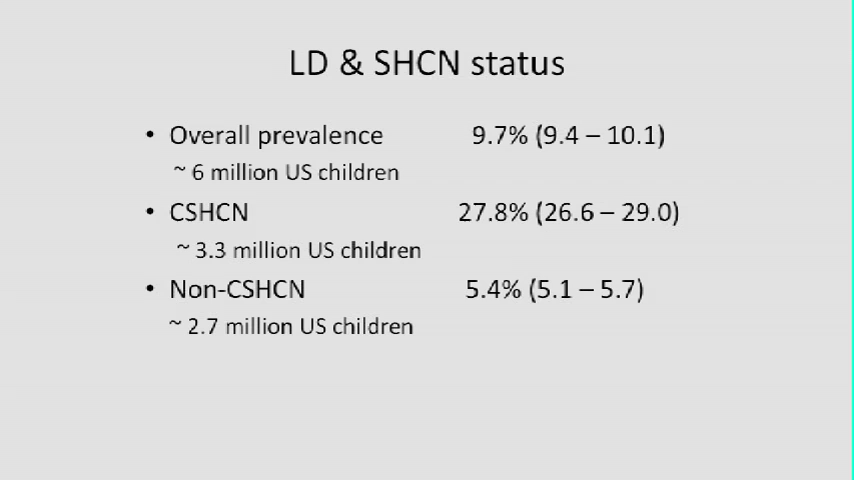 LD & SHCN status
• Overall prevalence 9.7% (9.4 – 10.1)
~ 6 million US children
• CSHCN 27.8% (26.6 – 29.0)
~ 3.3 million US children
• Non-CSHCN 5.4% (5.1 – 5.7)
~ 2.7 million US children